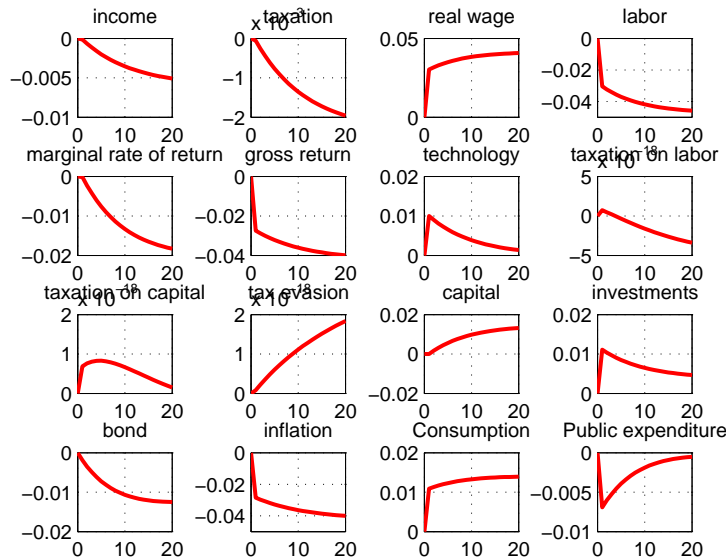 income
x 10 −3
taxation
real wage
labor
0
−0.005
−0.01
0 10 20
0
−1
−2
0 10 20
0.05
0
0 10 20
0
−0.02
−0.04
0 10 20
marginal rate of return
gross return
technology
x 10 −18
taxation on labor
0
−0.01
−0.02
0 10 20
0
−0.02
−0.04
0 10 20
0.02
0.01
0
0 10 20
5
0
−5
0 10 20
x 10 −18
taxation on capital
x 10 −18
tax evasion
capital
investments
2
1
0
0 10 20
2
1
0
0 10 20
0.02
0
−0.02
0 10 20
0.02
0.01
0
0 10 20
bond
inflation
Consumption
Public expenditure
0
−0.01
−0.02
0 10 20
0
−0.02
−0.04
0 10 20
0.02
0.01
0
0 10 20
0
−0.005
−0.01
0 10 20